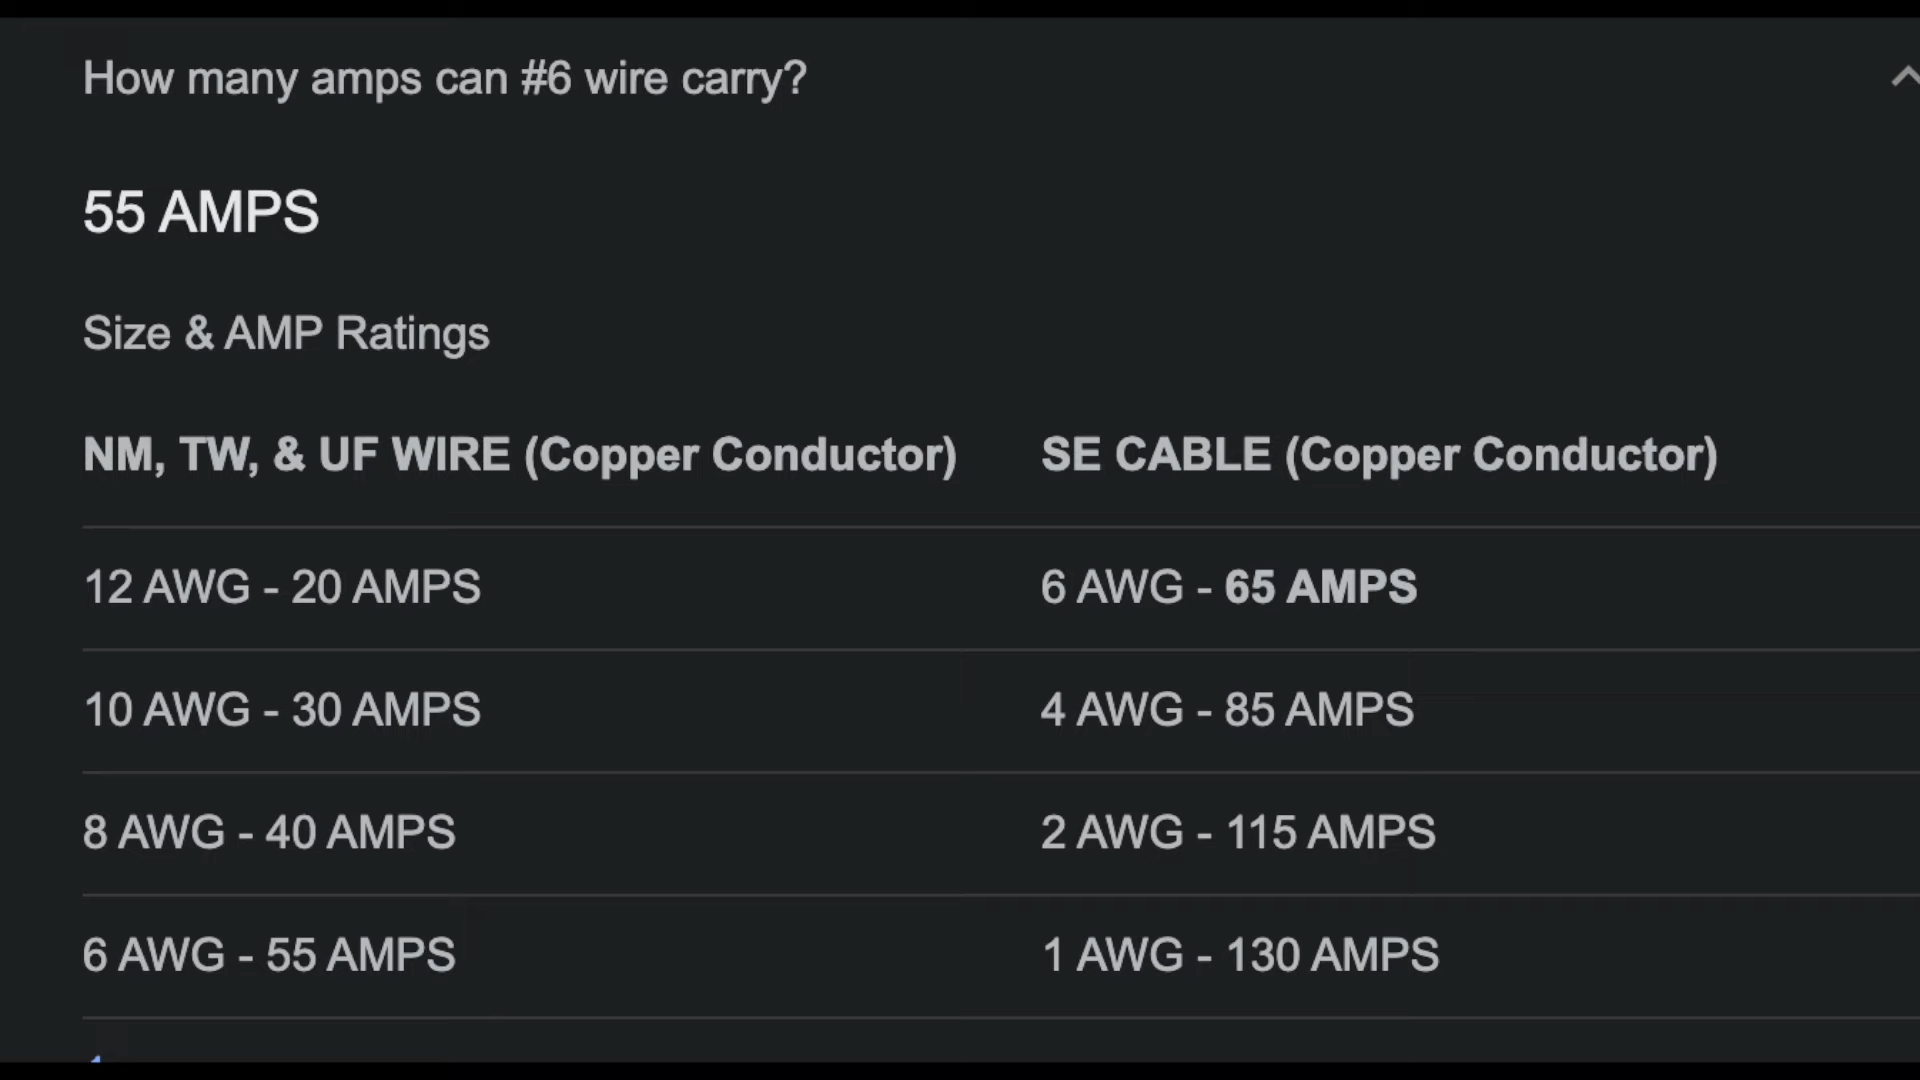 How many amps can #6 wire carry?
55 AMPS
Size & AMP Ratings
NM, TW, & UF WIRE (Copper Conductor) SE CABLE (Copper Conductor)
12 AWG - 20 AMPS 6 AWG - 65 AMPS
10 AWG - 30 AMPS 4 AWG - 85 AMPS
8 AWG - 40 AMPS 2 AWG - 115 AMPS
6 AWG - 55 AMPS 1 AWG - 130 AMPS